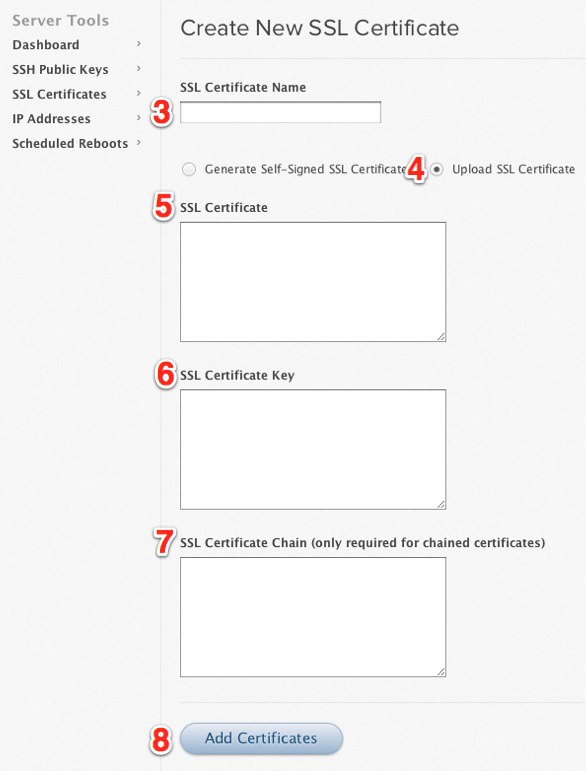 Server Tools
Dashboard ›
SSH Public Keys ›
SSL Certificates ›
IP Addresses ›
Scheduled Reboots ›
Create New SSL Certificate
3 SSL Certificate Name
Generate Self-Signed SSL Certificate 4 Upload SSL Certificate
5 SSL Certificate
6 SSL Certificate Key
7 SSL Certificate Chain (only required for chained certificates)
8 Add Certificates